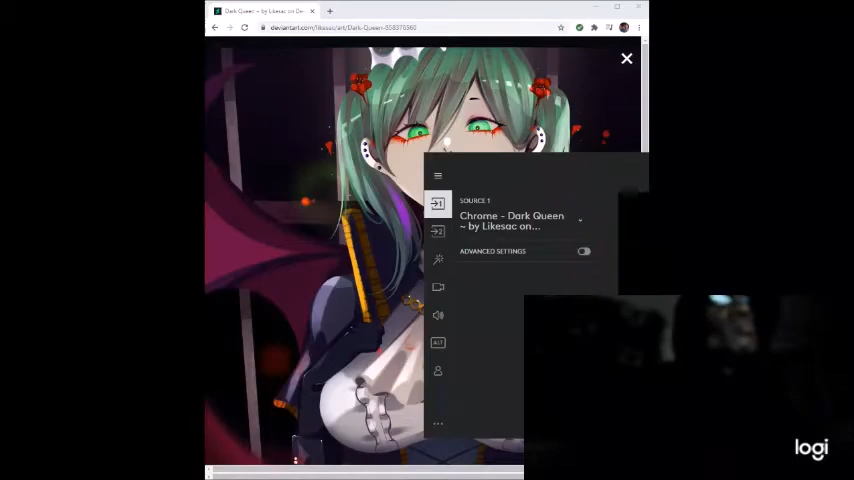 Dark Queen ~ by Likesac on De
deviantart.com/likesac/art/Dark-Queen-858376560
SOURCE 1
Chrome - Dark Queen
~ by Likesac on...
ADVANCED SETTINGS
ALT
logi